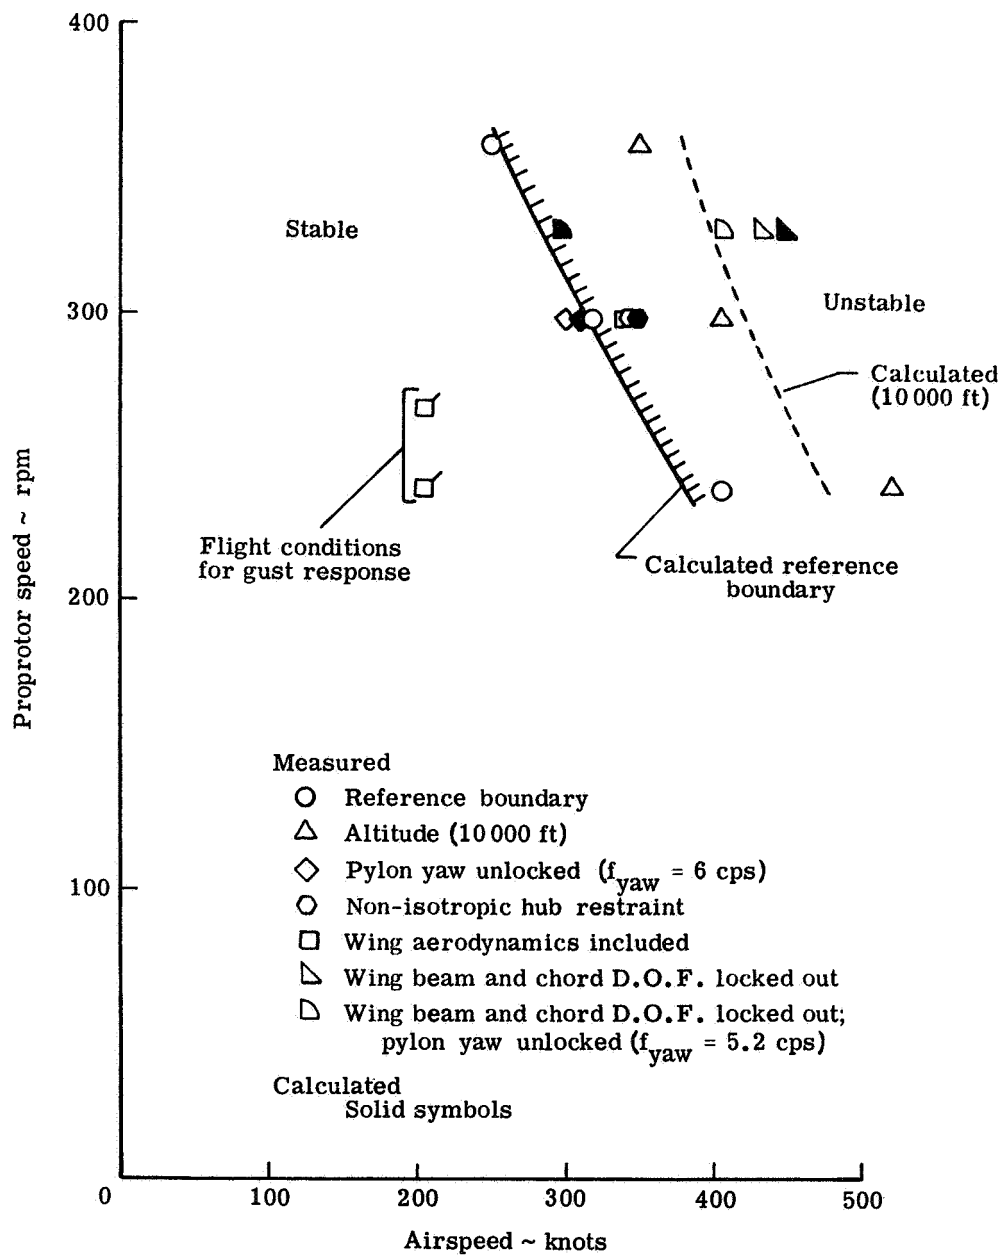 400
Stable
300
Unstable
Calculated
(10 000 ft)
Flight conditions
for gust response
Calculated reference
boundary
200
Proprotor speed ~ rpm
Measured
Reference boundary
Altitude (10 000 ft)
Pylon yaw unlocked (fyaw = 6 cps)
100
Non-isotropic hub restraint
Wing aerodynamics included
Wing beam and chord D.O.F. locked out
Wing beam and chord D.O.F. locked out;
pylon yaw unlocked (fyaw = 5.2 cps)
Calculated
Solid symbols
0 100 200 300 400 500
Airspeed ~ knots